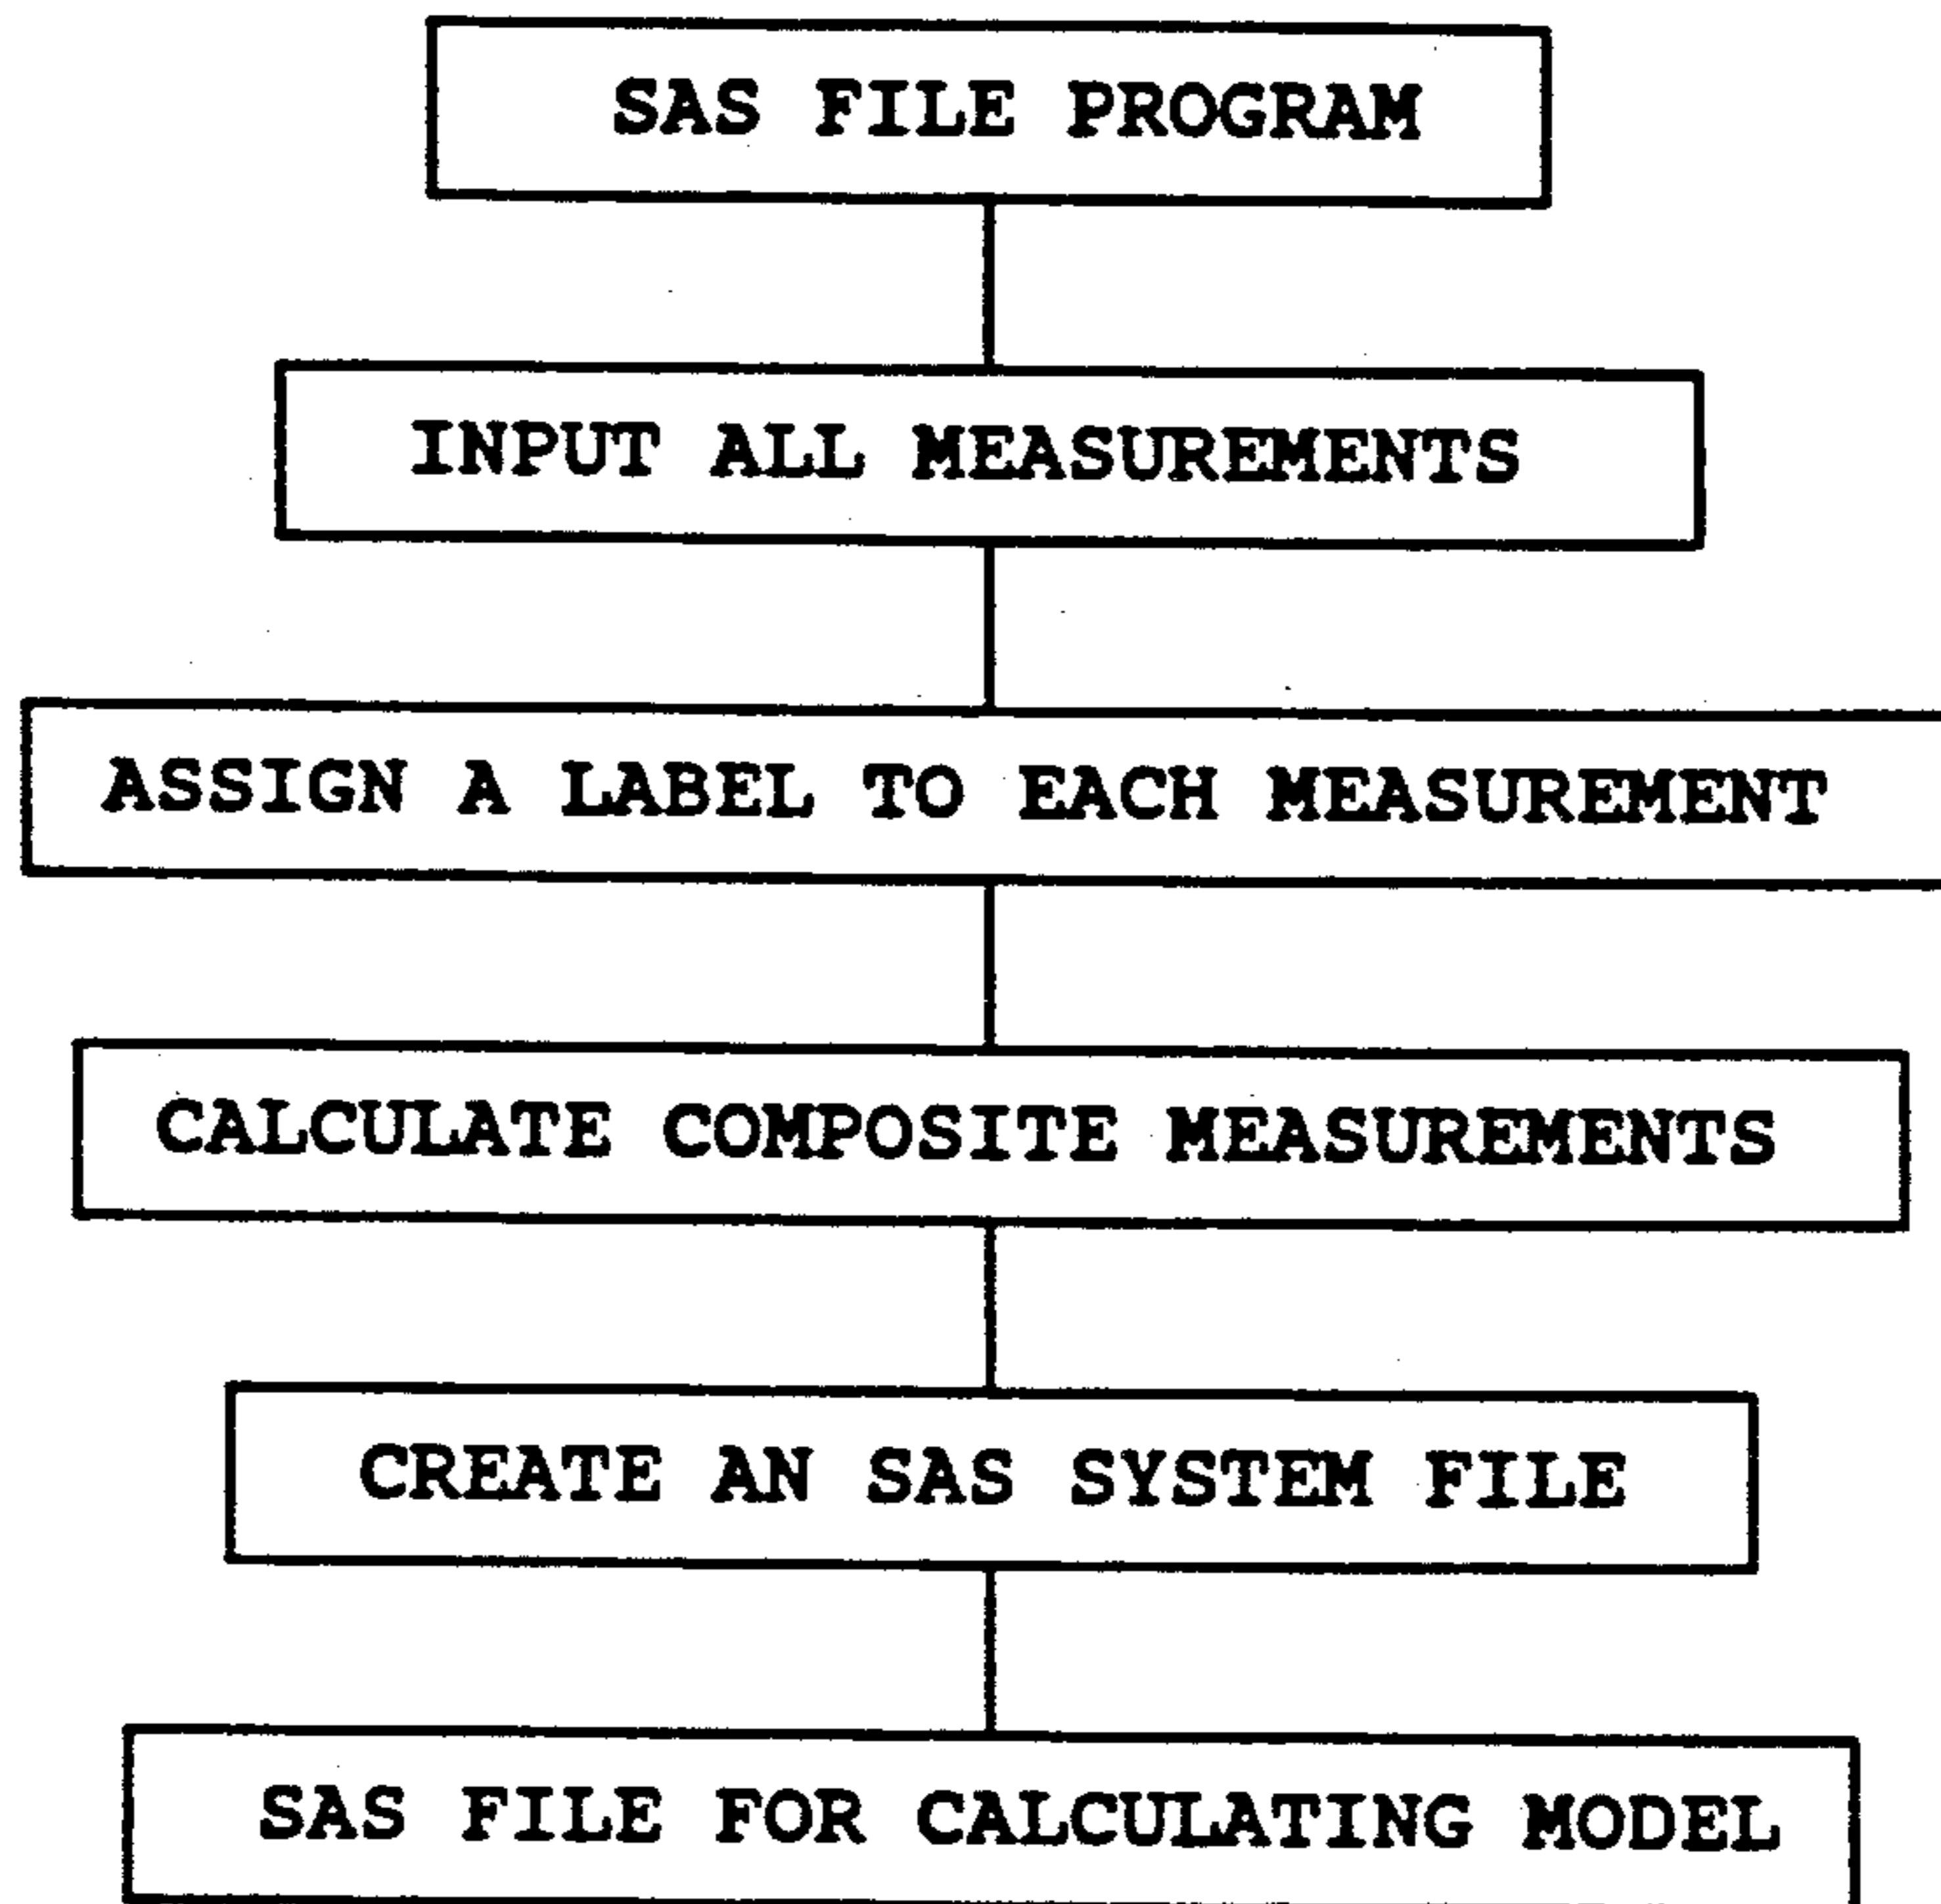 SAS FILE PROGRAM
INPUT ALL MEASUREMENTS
ASSIGN A LABEL TO EACH MEASUREMENT
CALCULATE COMPOSITE MEASUREMENTS
CREATE AN SAS SYSTEM FILE
SAS FILE FOR CALCULATING MODEL